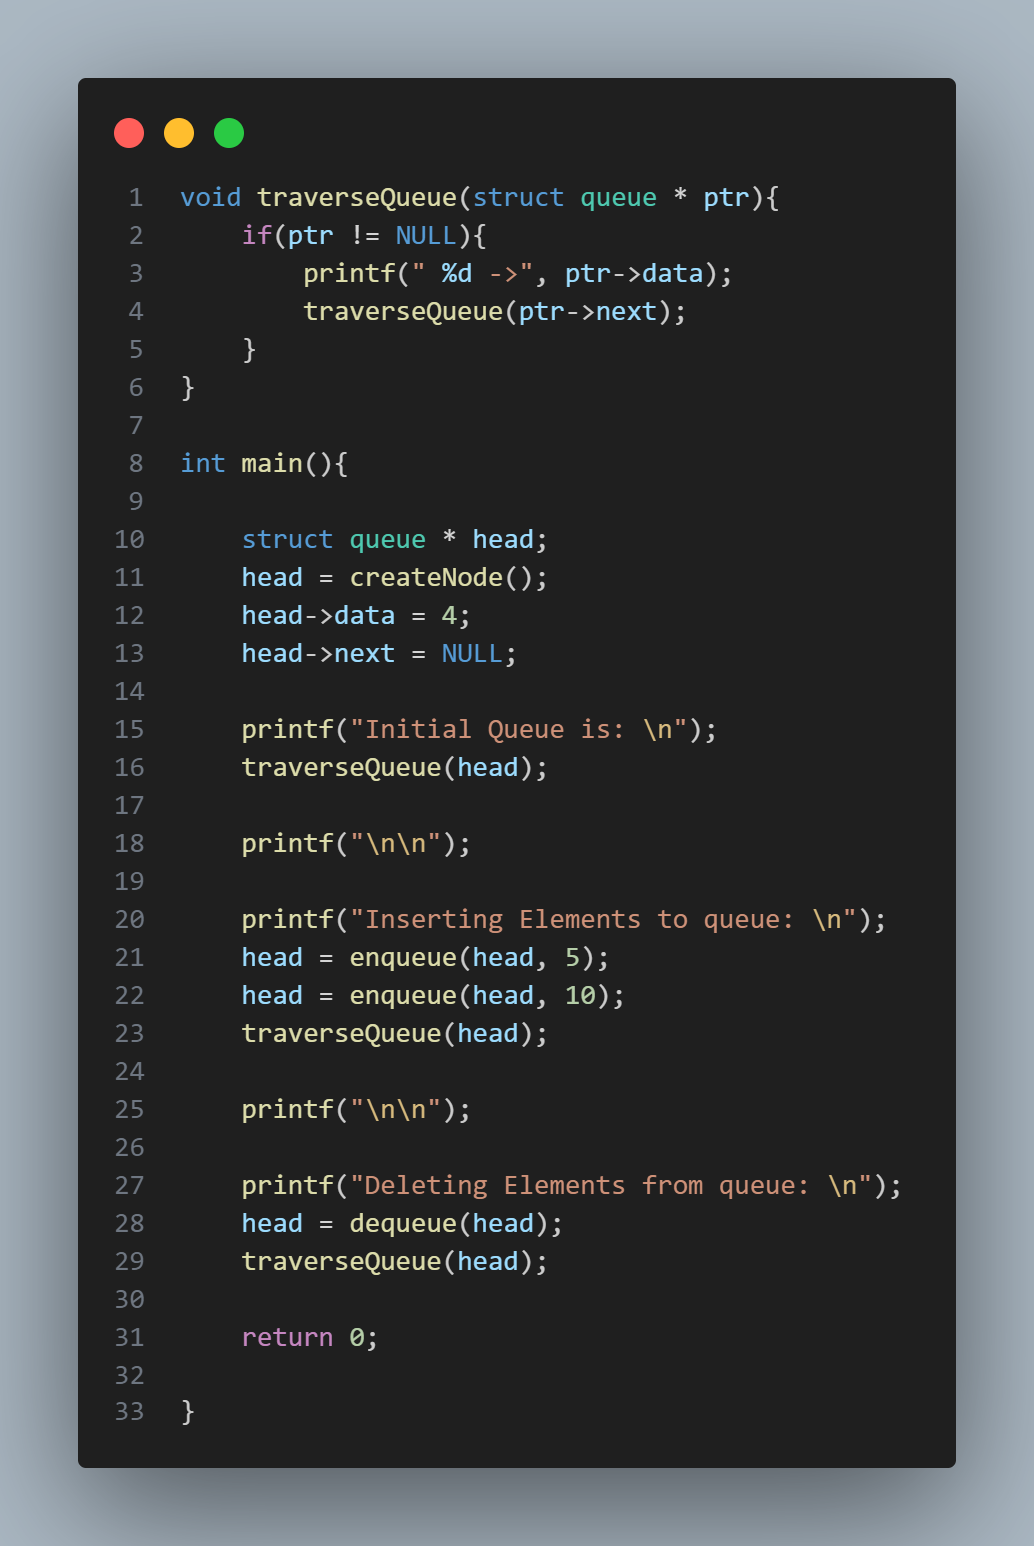 1 void traverseQueue(struct queue * ptr){
2     if(ptr != NULL){
3         printf(" %d ->", ptr->data);
4         traverseQueue(ptr->next);
5     }
6 }
7
8 int main(){
9
10     struct queue * head;
11     head = createNode();
12     head->data = 4;
13     head->next = NULL;
14
15     printf("Initial Queue is: \n");
16     traverseQueue(head);
17
18     printf("\n\n");
19
20     printf("Inserting Elements to queue: \n");
21     head = enqueue(head, 5);
22     head = enqueue(head, 10);
23     traverseQueue(head);
24
25     printf("\n\n");
26
27     printf("Deleting Elements from queue: \n");
28     head = dequeue(head);
29     traverseQueue(head);
30
31     return 0;
32
33 }